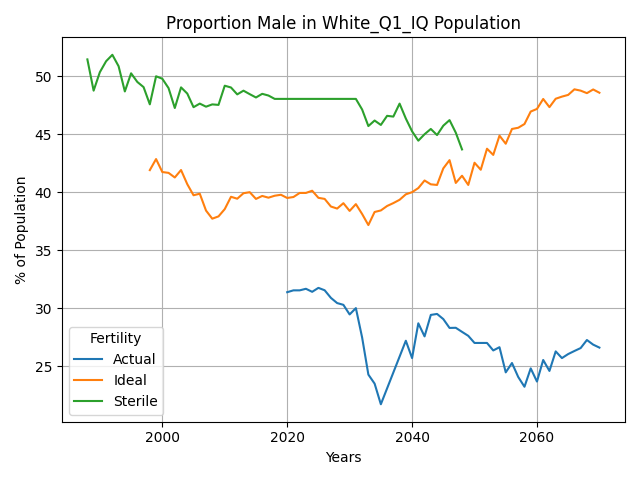 Proportion Male in White_Q1_IQ Population
% of Population
50
45
40
35
30
25
Fertility
Actual
Ideal
Sterile
2000
2020
2040
2060
Years